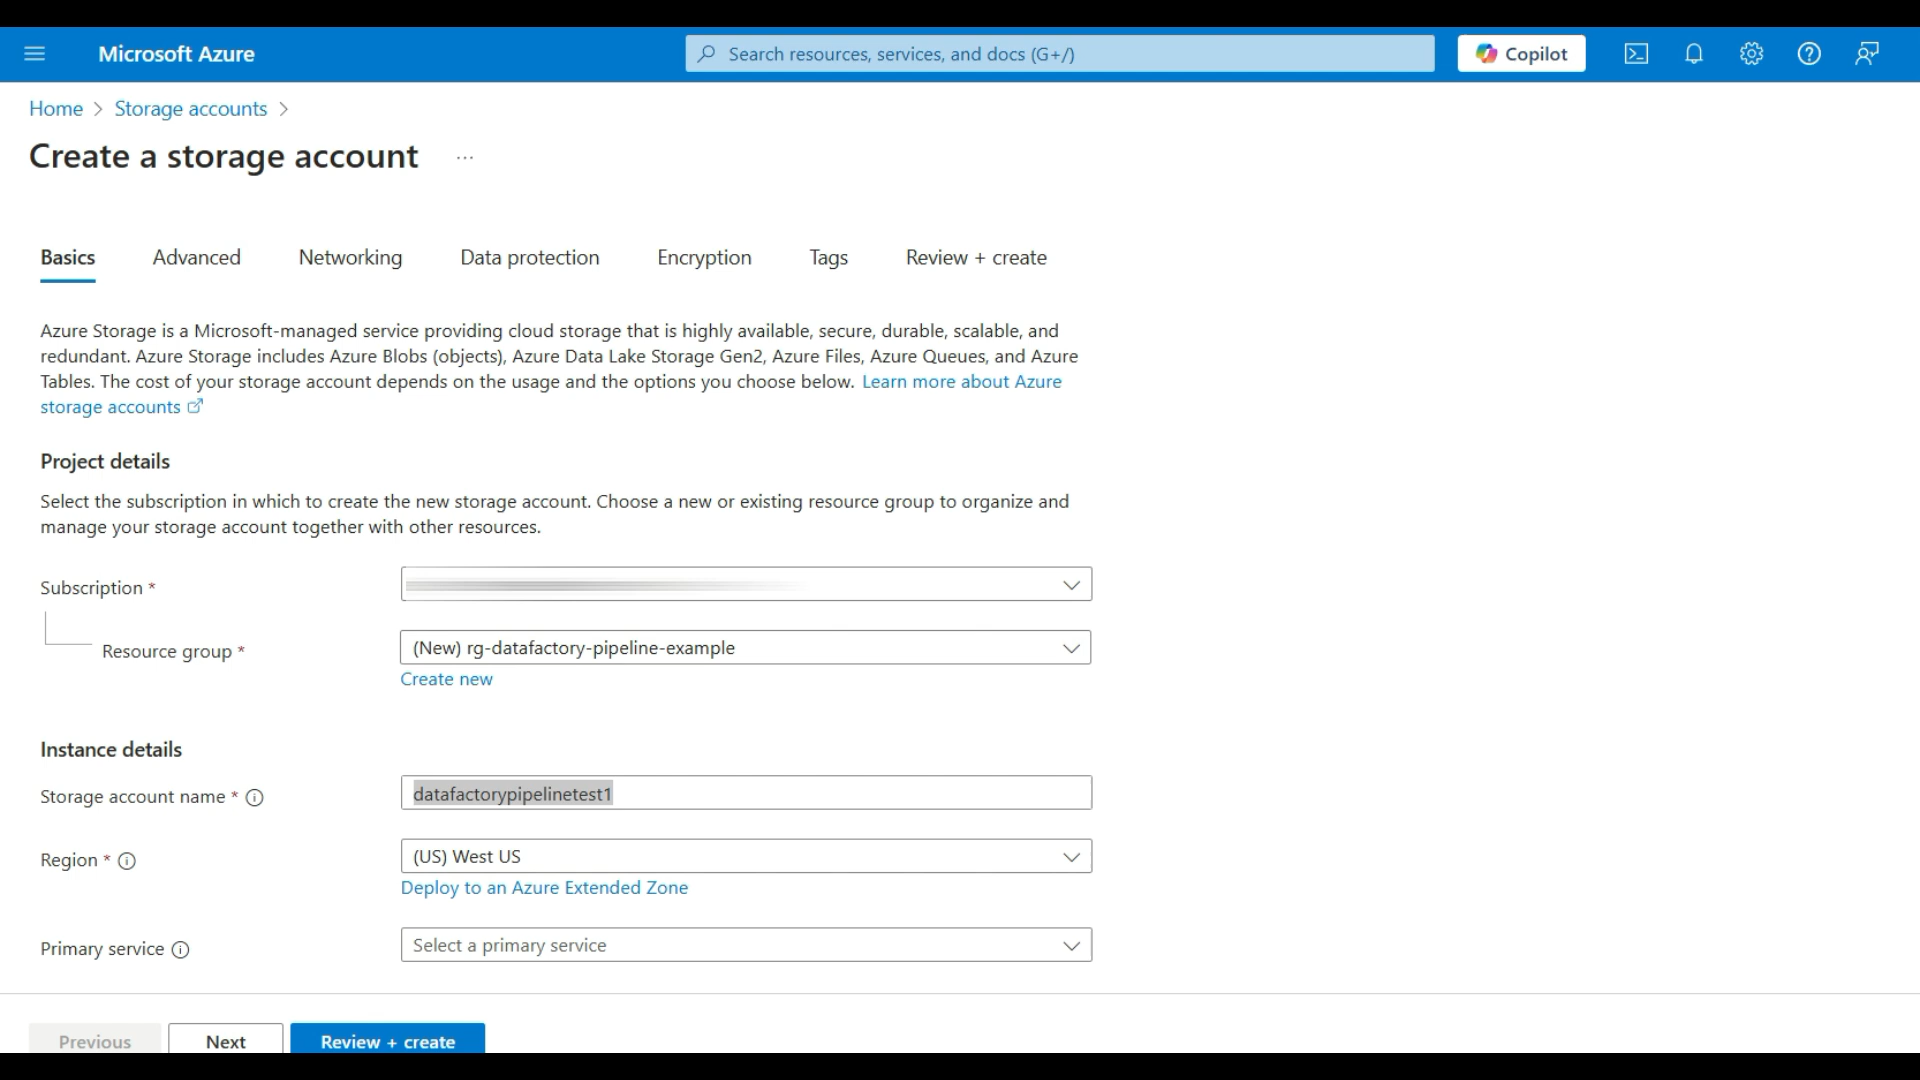 Microsoft Azure
Search resources, services, and docs (G+/)
Copilot
Home > Storage accounts >
Create a storage account ...
Basics Advanced Networking Data protection Encryption Tags Review + create
Azure Storage is a Microsoft-managed service providing cloud storage that is highly available, secure, durable, scalable, and
redundant. Azure Storage includes Azure Blobs (objects), Azure Data Lake Storage Gen2, Azure Files, Azure Queues, and Azure
Tables. The cost of your storage account depends on the usage and the options you choose below. Learn more about Azure
storage accounts
Project details
Select the subscription in which to create the new storage account. Choose a new or existing resource group to organize and
manage your storage account together with other resources.
Subscription *
Resource group * (New) rg-datafactory-pipeline-example
Create new
Instance details
Storage account name * datafactorypipelinetest1
Region * (US) West US
Deploy to an Azure Extended Zone
Primary service Select a primary service
Previous Next Review + create